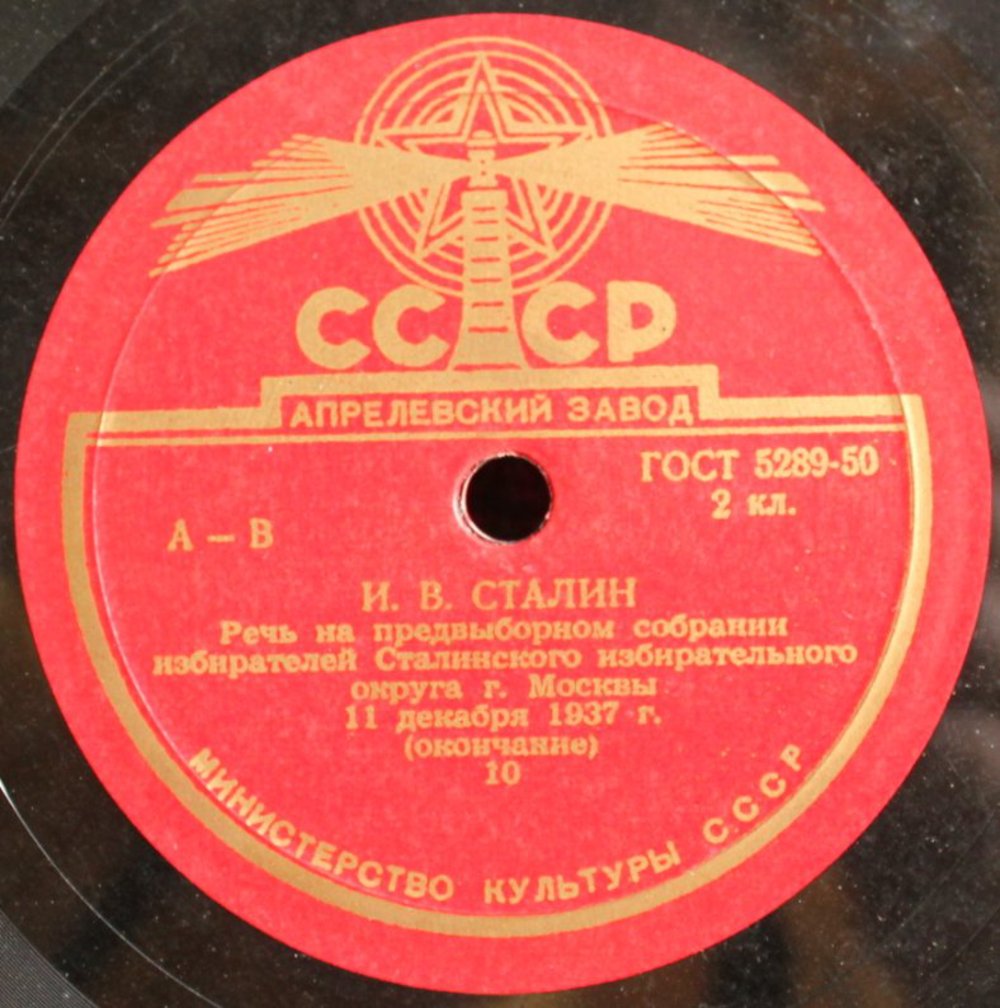 СССР
АПРЕЛЕВСКИЙ ЗАВОД
ГОСТ 5289-50
2 кл.
А – В
И. В. СТАЛИН
Речь на предвыборном собрании
избирателей Сталинского избирательного
округа г. Москвы
11 декабря 1937 г.
(окончание)
10
МИНИСТЕРСТВО КУЛЬТУРЫ СССР